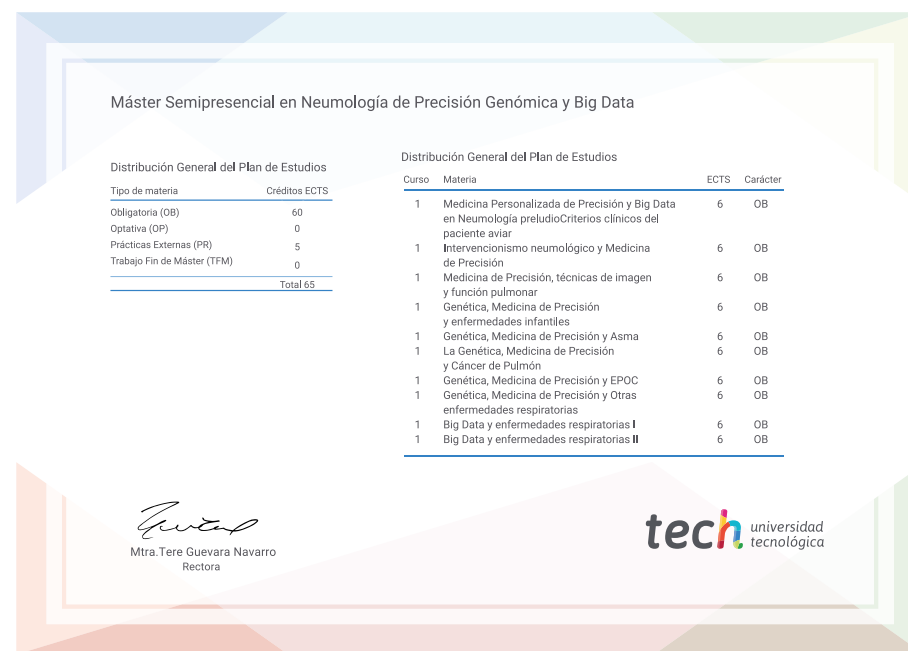 Máster Semipresencial en Neumología de Precisión Genómica y Big Data
Distribución General del Plan de Estudios
Tipo de materia Créditos ECTS
Obligatoria (OB) 60
Optativa (OP) 0
Prácticas Externas (PR) 5
Trabajo Fin de Máster (TFM) 0
Total 65
Distribución General del Plan de Estudios
Curso Materia ECTS Carácter
1 Medicina Personalizada de Precisión y Big Data 6 OB
en Neumología preludioCriterios clínicos del
paciente aviar
1 Intervencionismo neumológico y Medicina 6 OB
de Precisión
1 Medicina de Precisión, técnicas de imagen 6 OB
y función pulmonar
1 Genética, Medicina de Precisión 6 OB
y enfermedades infantiles
1 Genética, Medicina de Precisión y Asma 6 OB
1 La Genética, Medicina de Precisión 6 OB
y Cáncer de Pulmón
1 Genética, Medicina de Precisión y EPOC 6 OB
1 Genética, Medicina de Precisión y Otras 6 OB
enfermedades respiratorias
1 Big Data y enfermedades respiratorias I 6 OB
1 Big Data y enfermedades respiratorias II 6 OB
Mtra.Tere Guevara Navarro
Rectora
tech universidad
tecnológica